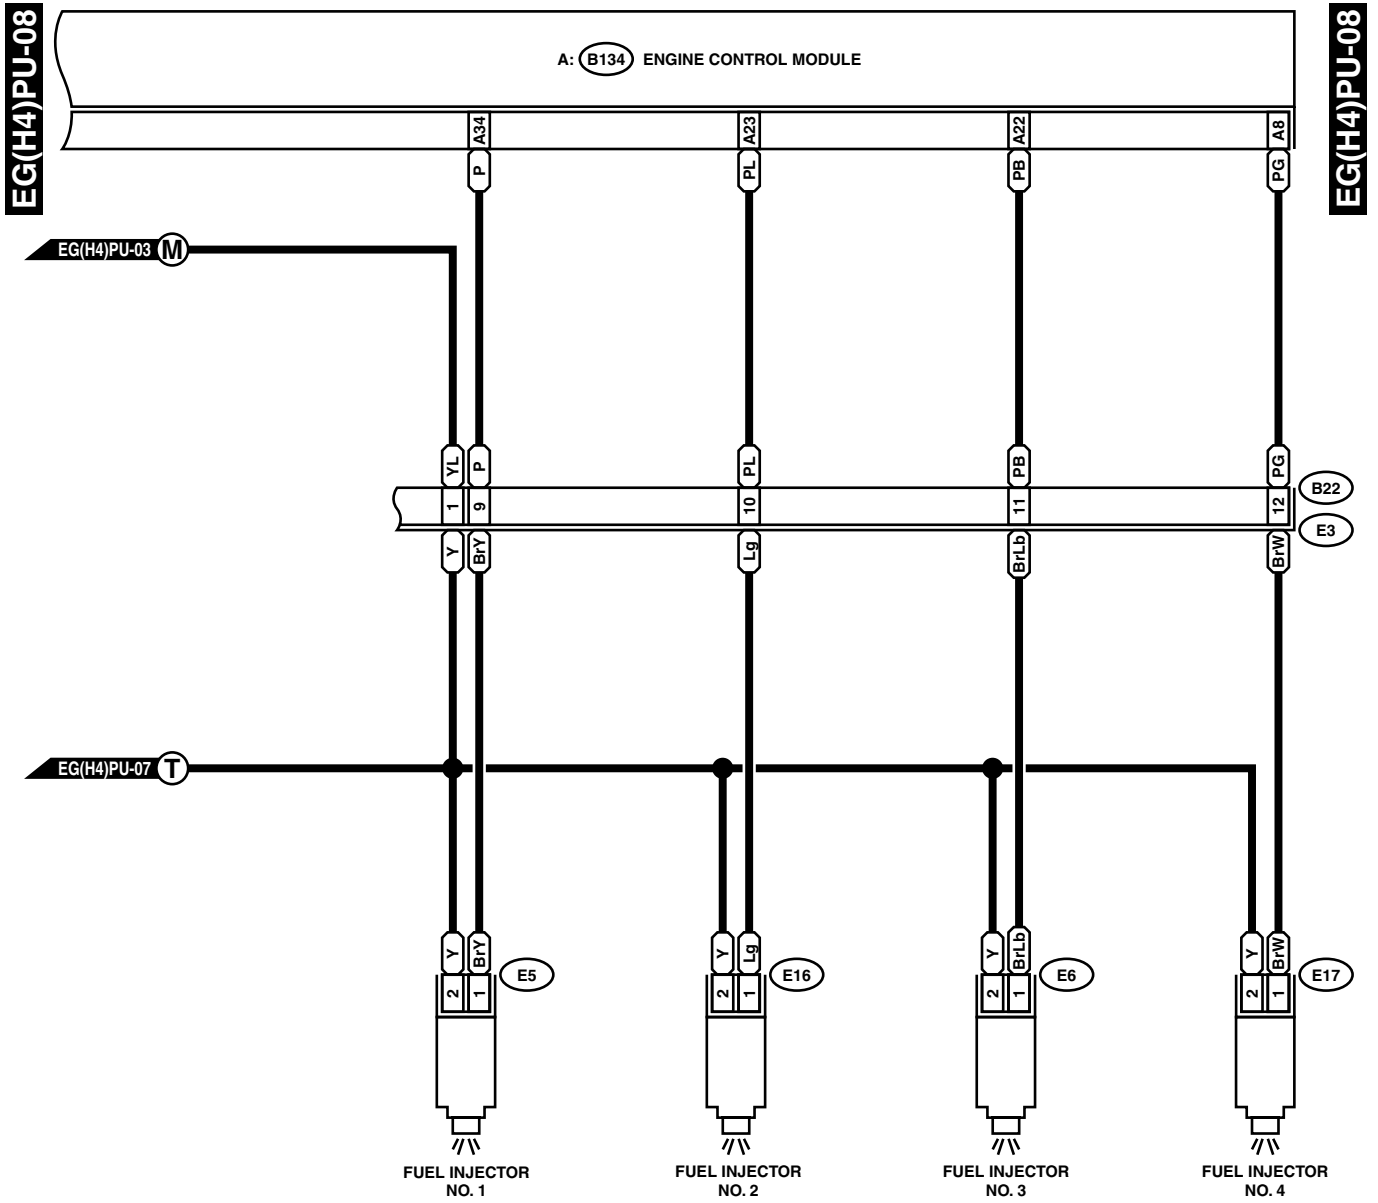 EG(H4)PU-08
EG(H4)PU-08
A: B134 ENGINE CONTROL MODULE
A34 A23 A22 A8
P PL PB PG
EG(H4)PU-03 M
YL P PL PB PG
1 9 10 11 12 B22
E3
Y BrY Lg BrLb BrW
EG(H4)PU-07 T
Y BrY Y Lg Y BrLb Y BrW
E5 E16 E6 E17
2 1 2 1 2 1 2 1
FUEL INJECTOR
NO. 1
FUEL INJECTOR
NO. 2
FUEL INJECTOR
NO. 3
FUEL INJECTOR
NO. 4